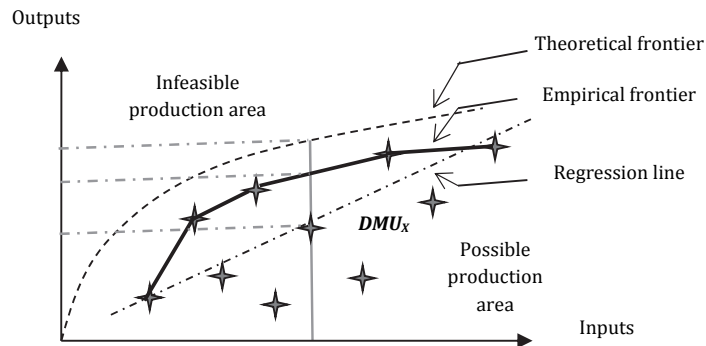 Outputs
Theoretical frontier
Infeasible
production area
Empirical frontier
Regression line
DMUX
Possible
production
area
Inputs